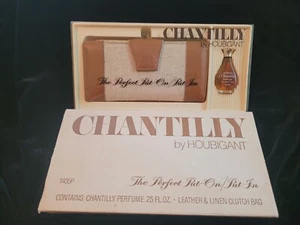 CHANTILLY
by HOUBIGANT
The Perfect Put-On/Put In
CHANTILLY
by HOUBIGANT
The Perfect Put-On/Put In
CONTAINS CHANTILLY PERFUME .25 FL.OZ. - LEATHER & LINEN CLUTCH BAG